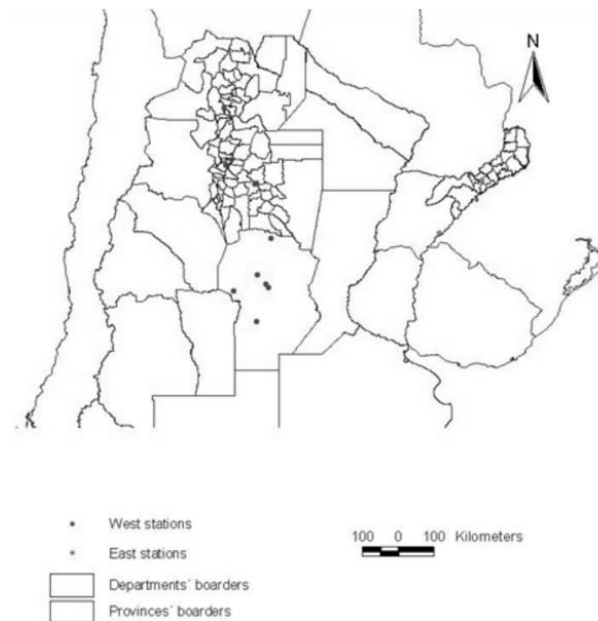 N
West stations
100 0 100 Kilometers
East stations
Departments´ boarders
Provinces´ boarders